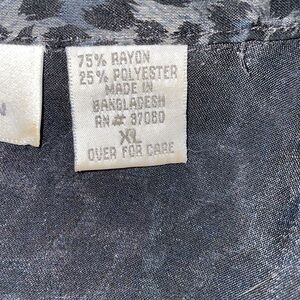 75% RAYON
25% POLYESTER
MADE IN
BANGLADESH
RN# 37080
XL
OVER FOR CARE